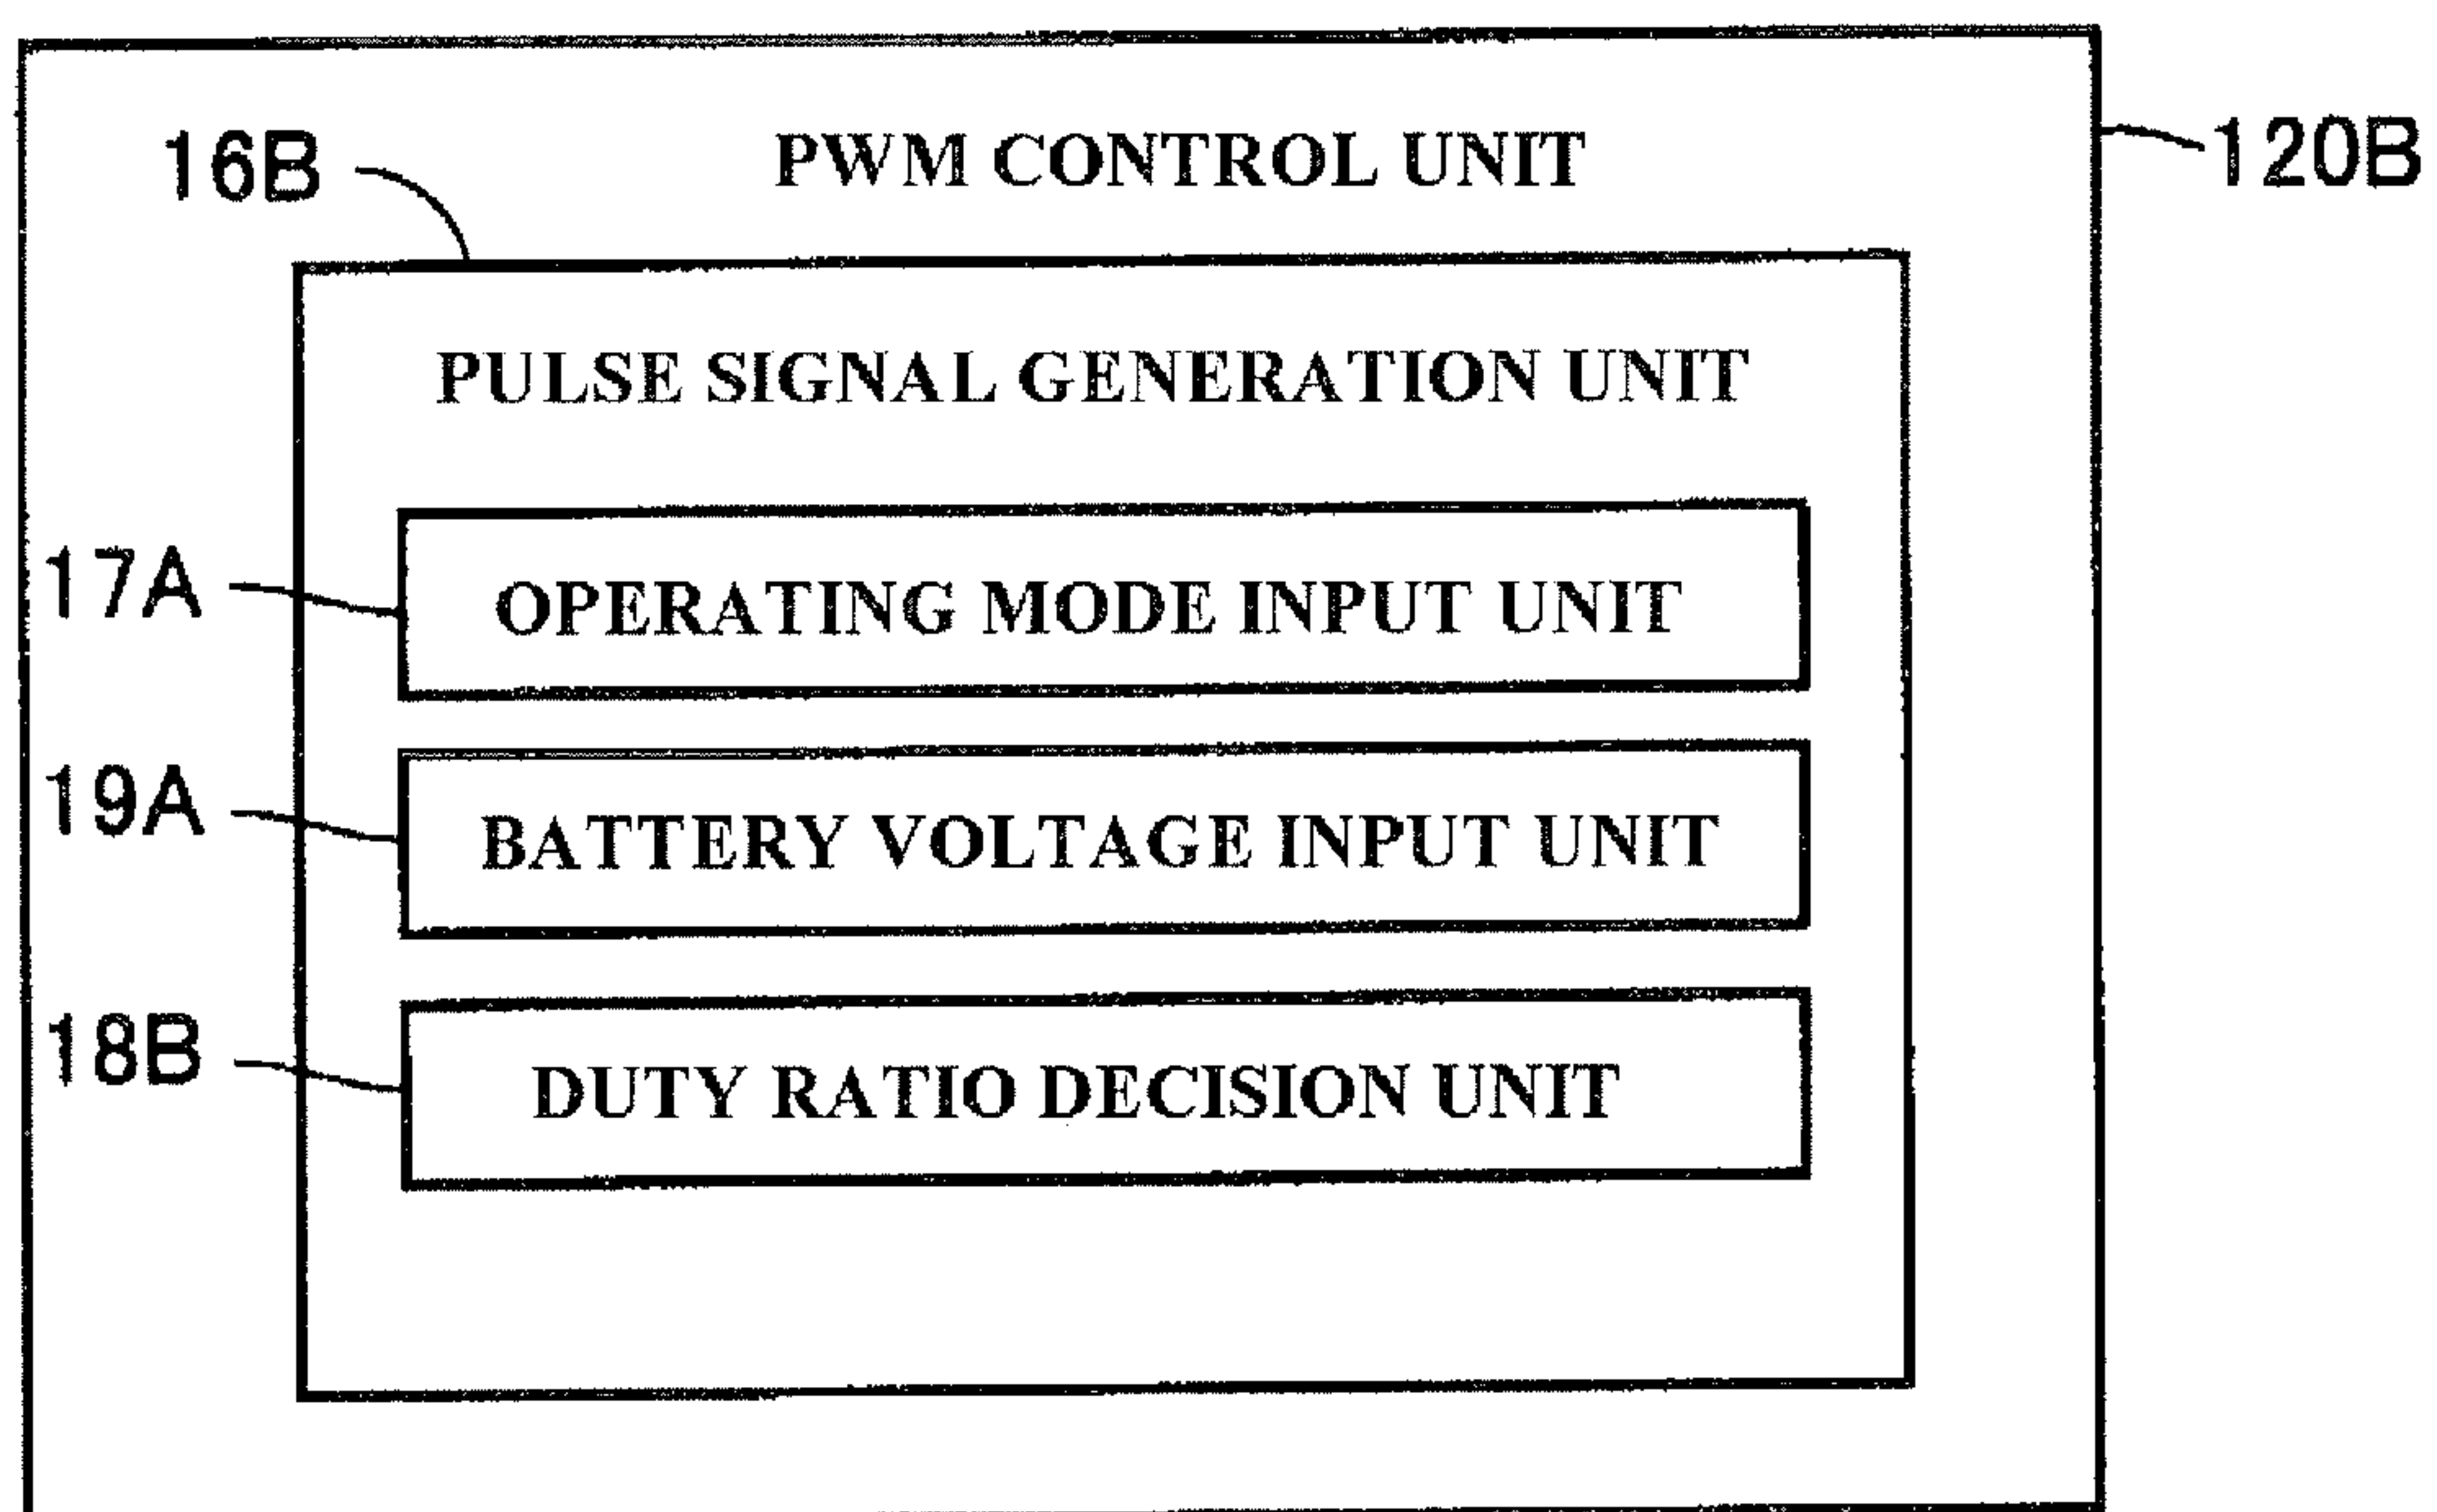 PWM CONTROL UNIT
120B
16B
PULSE SIGNAL GENERATION UNIT
17A
OPERATING MODE INPUT UNIT
19A
BATTERY VOLTAGE INPUT UNIT
18B
DUTY RATIO DECISION UNIT